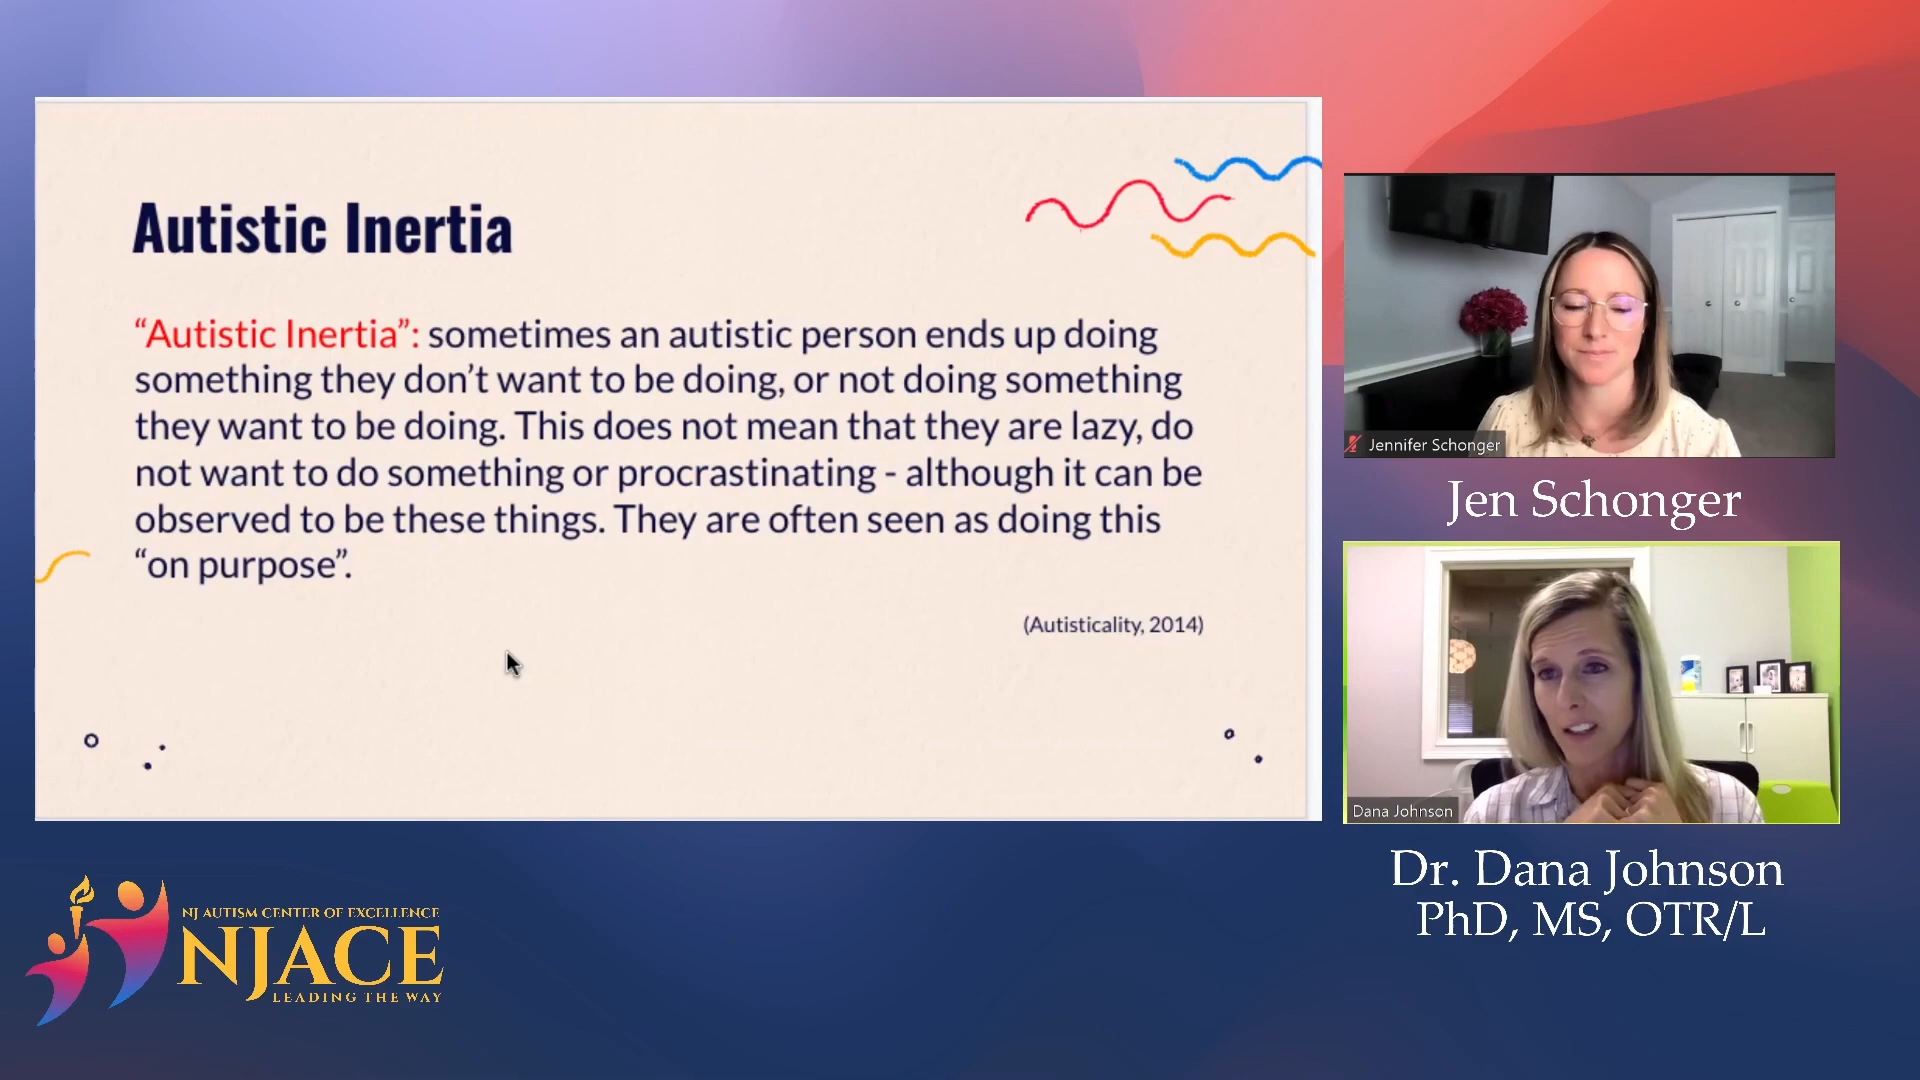 Autistic Inertia
“Autistic Inertia”: sometimes an autistic person ends up doing
something they don’t want to be doing, or not doing something
they want to be doing. This does not mean that they are lazy, do
not want to do something or procrastinating - although it can be
observed to be these things. They are often seen as doing this
“on purpose”.
(Autisticality, 2014)
Jennifer Schonger
Jen Schonger
Dana Johnson
Dr. Dana Johnson
PhD, MS, OTR/L
NJ AUTISM CENTER OF EXCELLENCE
NJACE
LEADING THE WAY